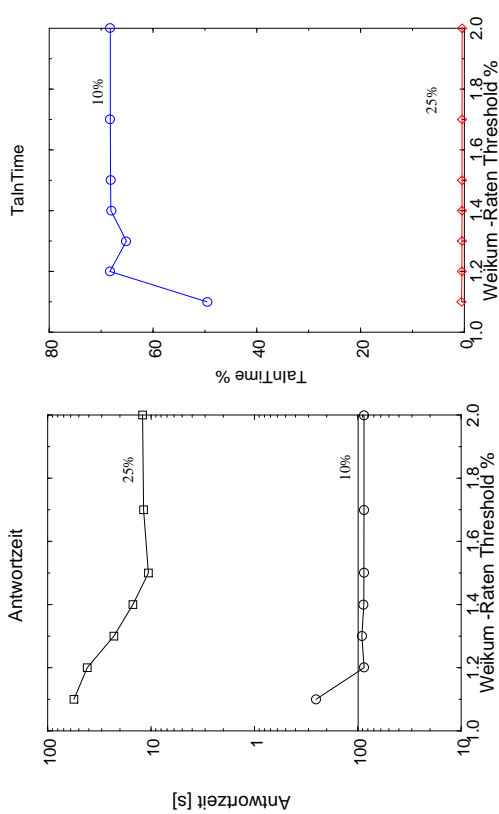 Antwortzeit
100
10
1
100
10
Antwortzeit [s]
25%
10%
1.0 1.2 1.4 1.6 1.8 2.0
Weikum -Raten Threshold %
TaInTime
80
60
40
20
0
TaInTime %
10%
25%
1.0 1.2 1.4 1.6 1.8 2.0
Weikum -Raten Threshold %